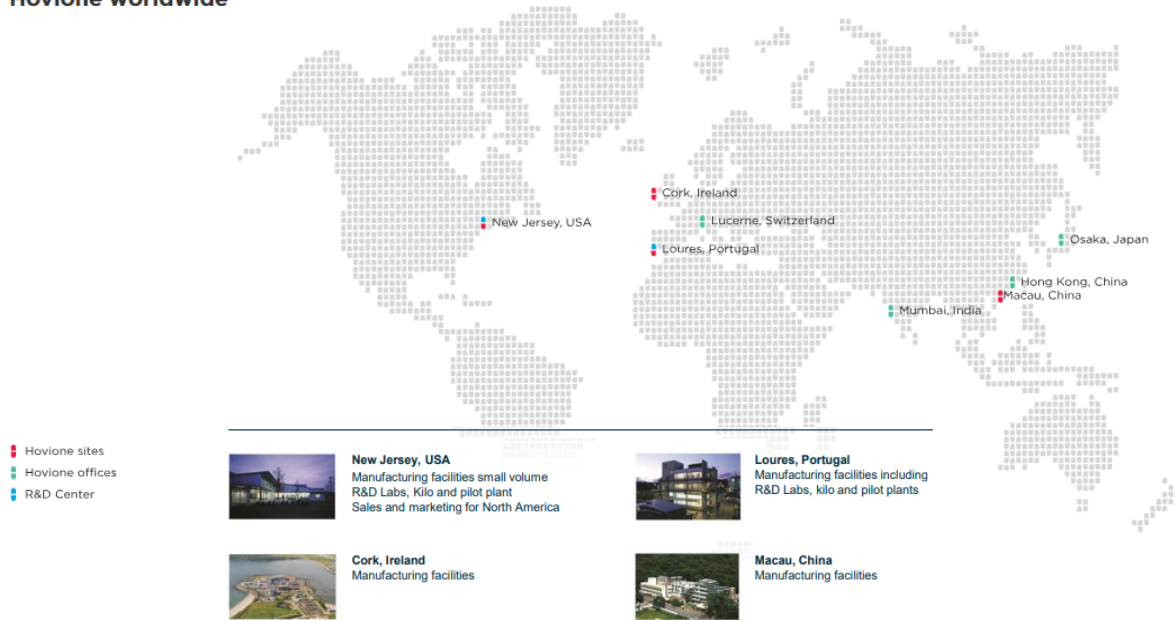 Hovione worldwide
Cork, Ireland
New Jersey, USA
Lucerne, Switzerland
Loures, Portugal
Osaka, Japan
Hong Kong, China
Macau, China
Mumbai, India
Hovione sites
Hovione offices
R&D Center
New Jersey, USA
Manufacturing facilities small volume
R&D Labs, Kilo and pilot plant
Sales and marketing for North America
Loures, Portugal
Manufacturing facilities including
R&D Labs, kilo and pilot plants
Cork, Ireland
Manufacturing facilities
Macau, China
Manufacturing facilities